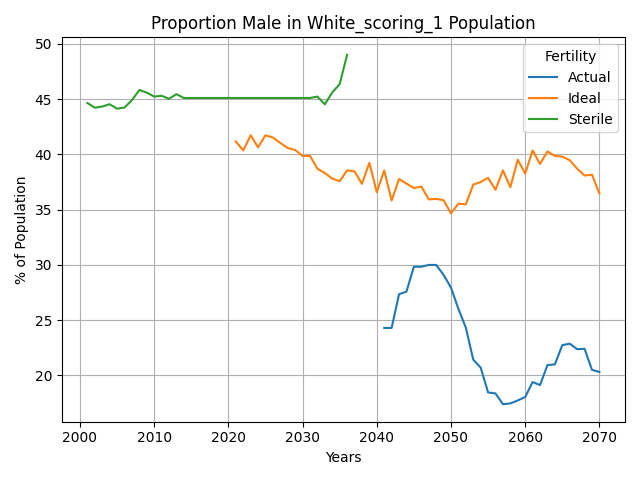 Proportion Male in White_scoring_1 Population
% of Population
50
45
40
35
30
25
20
Fertility
Actual
Ideal
Sterile
2000 2010 2020 2030 2040 2050 2060 2070
Years